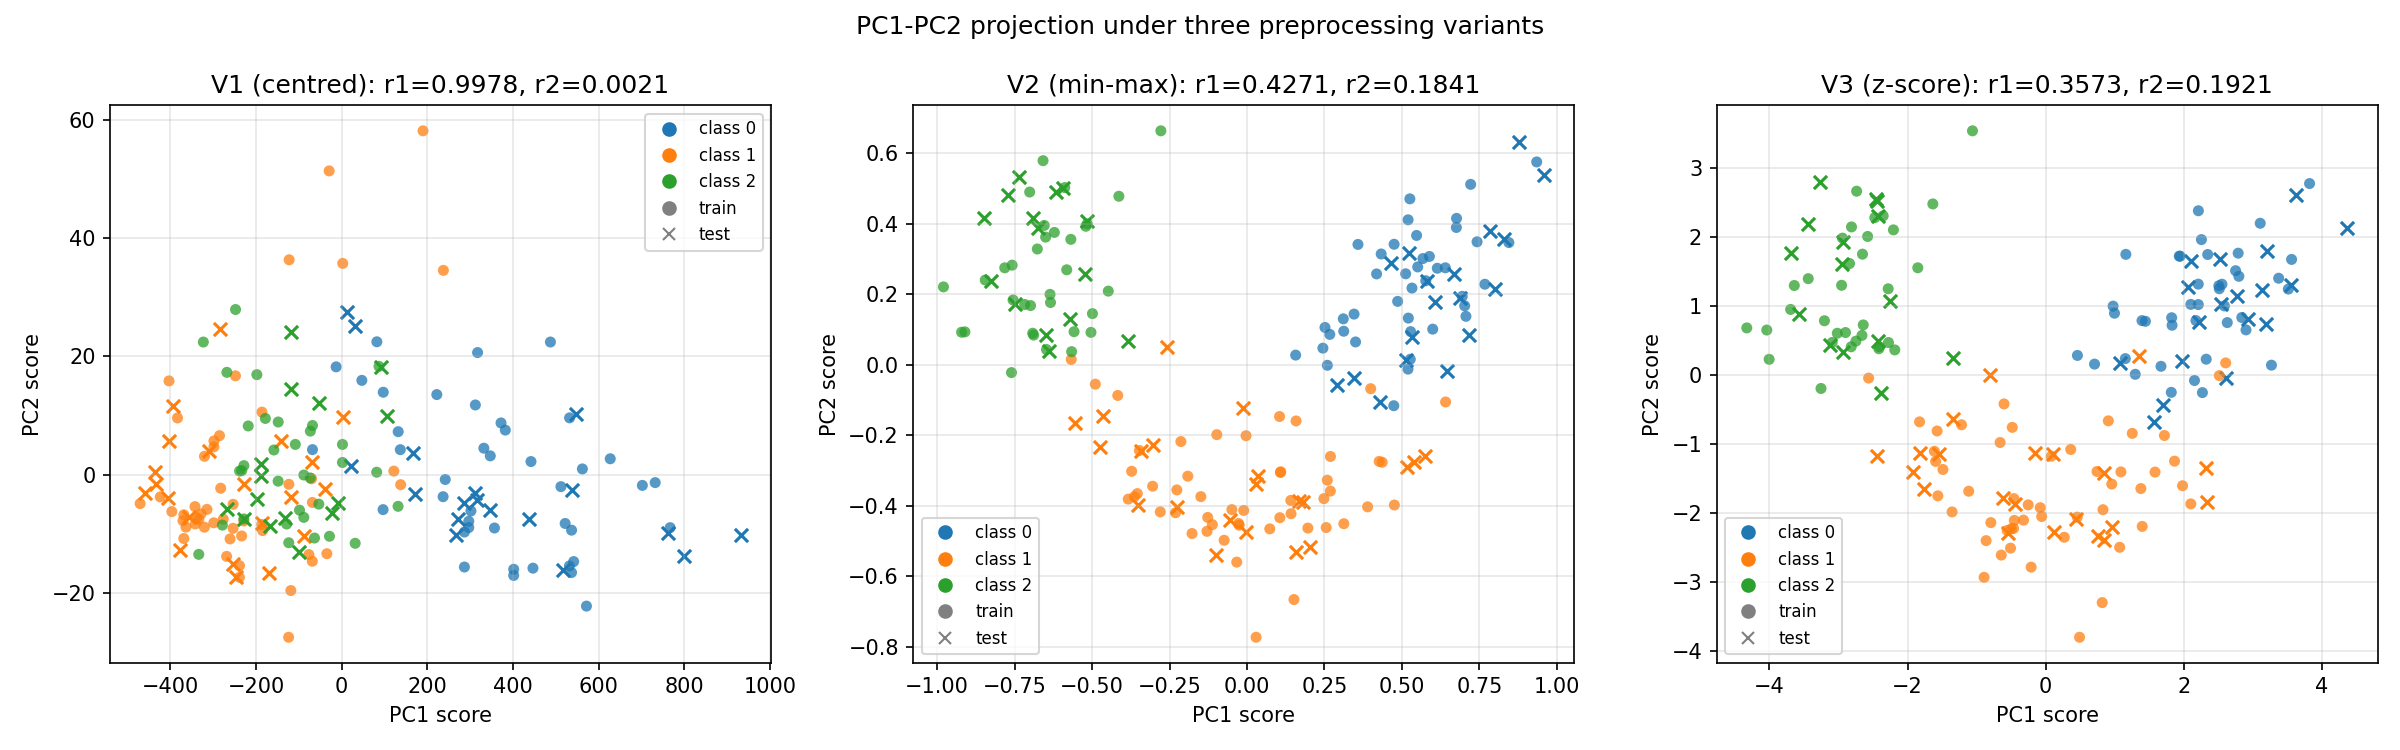 PC1-PC2 projection under three preprocessing variants
V1 (centred): r1=0.9978, r2=0.0021
60
40
20
0
−20
PC2 score
−400
−200
0
200
400
600
800
1000
PC1 score
class 0
class 1
class 2
train
test
V2 (min-max): r1=0.4271, r2=0.1841
0.6
0.4
0.2
0.0
−0.2
−0.4
−0.6
−0.8
PC2 score
−1.00
−0.75
−0.50
−0.25
0.00
0.25
0.50
0.75
1.00
PC1 score
class 0
class 1
class 2
train
test
V3 (z-score): r1=0.3573, r2=0.1921
3
2
1
0
−1
−2
−3
−4
PC2 score
−4
−2
0
2
4
PC1 score
class 0
class 1
class 2
train
test